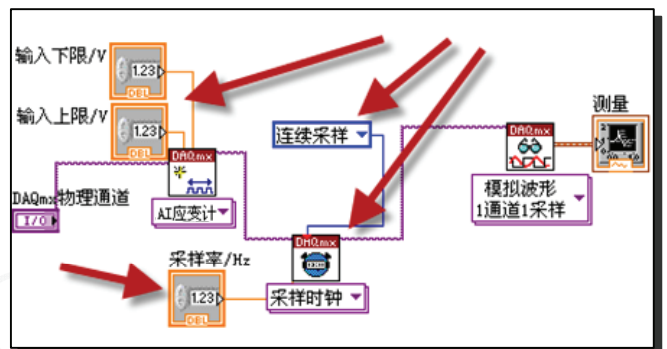 输入下限/V
1.23
DBL
输入上限/V
1.23
DBL
DAQmx物理通道
I/O
DAQmx
AI应变计
连续采样
采样率/Hz
1.23
DBL
DAQmx
采样时钟
DAQmx
模拟波形
1通道1采样
测量